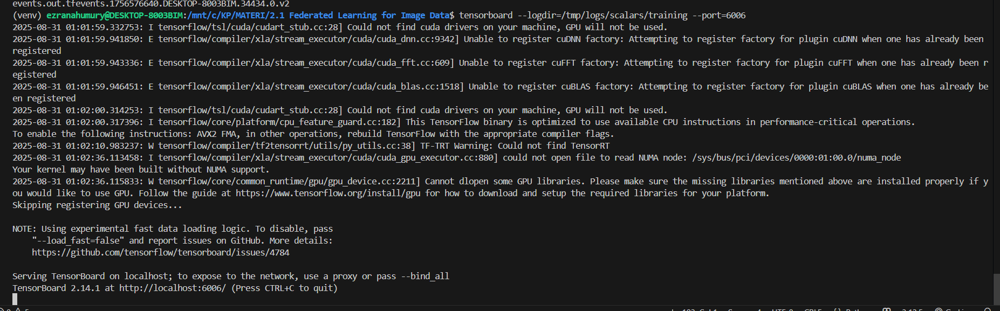 events.out.tfevents.1756576640.DESKTOP-8003BIM.34434.0.v2
(venv) ezranahumury@DESKTOP-8003BIM:/mnt/c/KP/MATERI/2.1 Federated Learning for Image Data$ tensorboard --logdir=/tmp/logs/scalars/training --port=6006
2025-08-31 01:01:59.332753: I tensorflow/tsl/cuda/cudart_stub.cc:28] Could not find cuda drivers on your machine, GPU will not be used.
2025-08-31 01:01:59.941850: E tensorflow/compiler/xla/stream_executor/cuda/cuda_dnn.cc:9342] Unable to register cuDNN factory: Attempting to register factory for plugin cuDNN when one has already been
registered
2025-08-31 01:01:59.943336: E tensorflow/compiler/xla/stream_executor/cuda/cuda_fft.cc:609] Unable to register cuFFT factory: Attempting to register factory for plugin cuFFT when one has already been r
egistered
2025-08-31 01:01:59.946451: E tensorflow/compiler/xla/stream_executor/cuda/cuda_blas.cc:1518] Unable to register cuBLAS factory: Attempting to register factory for plugin cuBLAS when one has already be
en registered
2025-08-31 01:02:00.314253: I tensorflow/tsl/cuda/cudart_stub.cc:28] Could not find cuda drivers on your machine, GPU will not be used.
2025-08-31 01:02:00.317396: I tensorflow/core/platform/cpu_feature_guard.cc:182] This TensorFlow binary is optimized to use available CPU instructions in performance-critical operations.
To enable the following instructions: AVX2 FMA, in other operations, rebuild TensorFlow with the appropriate compiler flags.
2025-08-31 01:02:10.983237: W tensorflow/compiler/tf2tensorrt/utils/py_utils.cc:38] TF-TRT Warning: Could not find TensorRT
2025-08-31 01:02:36.113458: I tensorflow/compiler/xla/stream_executor/cuda/cuda_gpu_executor.cc:880] could not open file to read NUMA node: /sys/bus/pci/devices/0000:01:00.0/numa_node
Your kernel may have been built without NUMA support.
2025-08-31 01:02:36.115833: W tensorflow/core/common_runtime/gpu/gpu_device.cc:2211] Cannot dlopen some GPU libraries. Please make sure the missing libraries mentioned above are installed properly if y
ou would like to use GPU. Follow the guide at https://www.tensorflow.org/install/gpu for how to download and setup the required libraries for your platform.
Skipping registering GPU devices...
NOTE: Using experimental fast data loading logic. To disable, pass
"--load_fast=false" and report issues on GitHub. More details:
https://github.com/tensorflow/tensorboard/issues/4784
Serving TensorBoard on localhost; to expose to the network, use a proxy or pass --bind_all
TensorBoard 2.14.1 at http://localhost:6006/ (Press CTRL+C to quit)